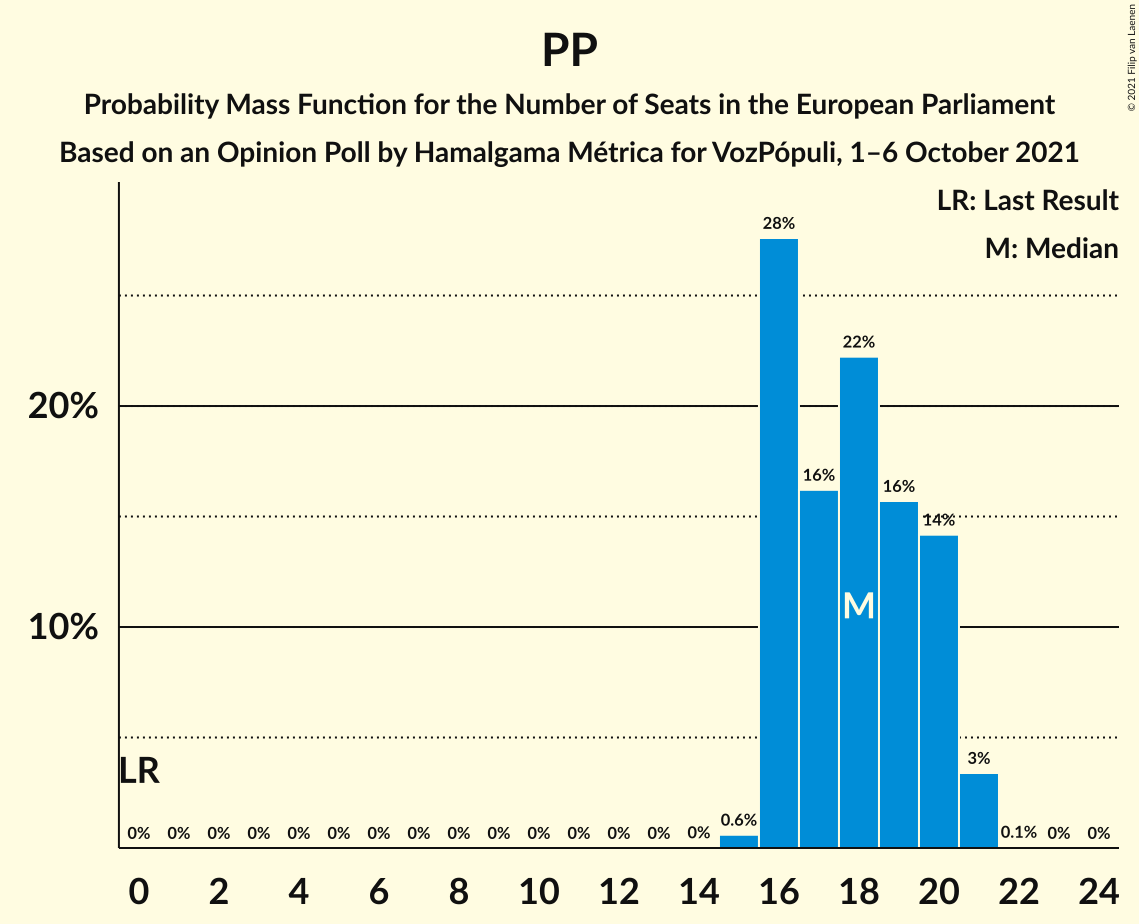 PP
Probability Mass Function for the Number of Seats in the European Parliament
Based on an Opinion Poll by Hamalgama Métrica for VozPópuli, 1–6 October 2021
© 2021 Filip van Laenen
LR: Last Result
M: Median
28%
22%
20%
16%
16%
14%
M
10%
LR
3%
0% 0% 0% 0% 0% 0% 0% 0% 0% 0% 0% 0% 0% 0% 0% 0.6% 0.1% 0% 0%
0 2 4 6 8 10 12 14 16 18 20 22 24